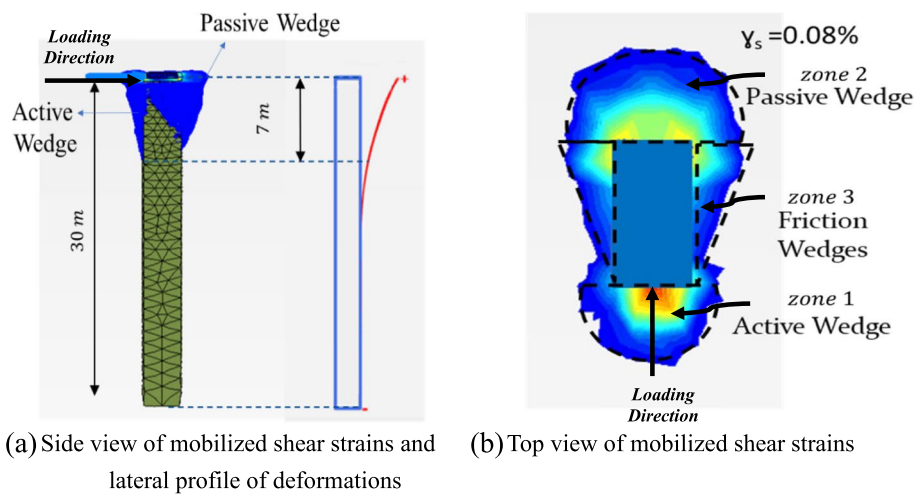 Passive Wedge
Loading
Direction
Active
Wedge
7 m
30 m
+
-
(a) Side view of mobilized shear strains and
lateral profile of deformations
ɣs =0.08%
zone 2
Passive Wedge
zone 3
Friction
Wedges
zone 1
Active Wedge
Loading
Direction
(b) Top view of mobilized shear strains